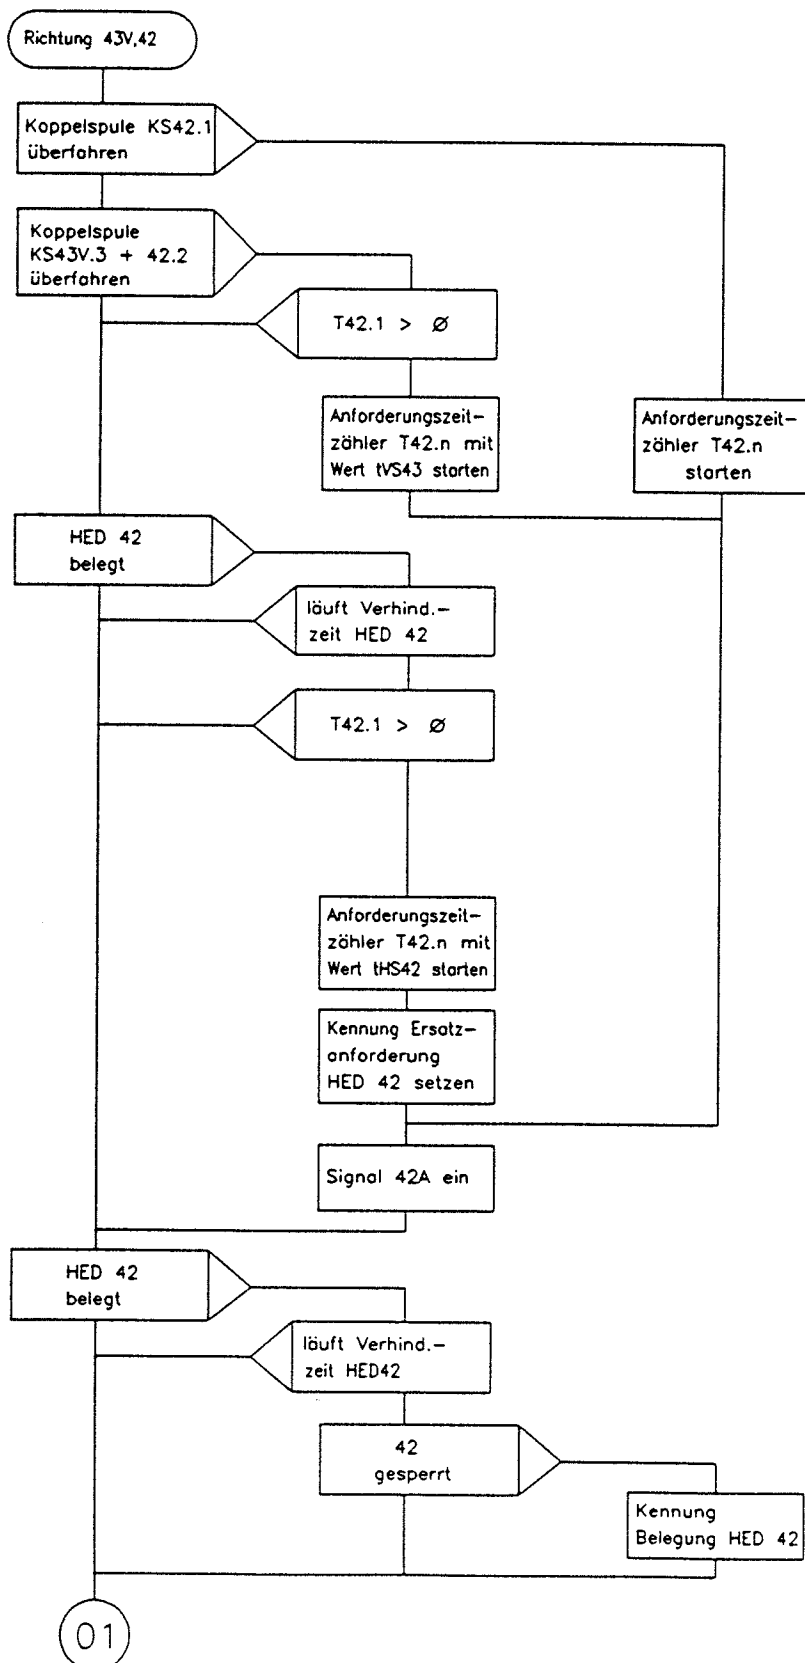 Richtung 43V,42
Koppelspule KS42.1
überfahren
Koppelspule
KS43V.3 + 42.2
überfahren
T42.1 > Ø
Anforderungszeit-
zähler T42.n mit
Wert tVS43 starten
Anforderungszeit-
zähler T42.n
starten
HED 42
belegt
läuft Verhind.-
zeit HED 42
T42.1 > Ø
Anforderungszeit-
zähler T42.n mit
Wert tHS42 starten
Kennung Ersatz-
anforderung
HED 42 setzen
Signal 42A ein
HED 42
belegt
läuft Verhind.-
zeit HED42
42
gesperrt
Kennung
Belegung HED 42
01